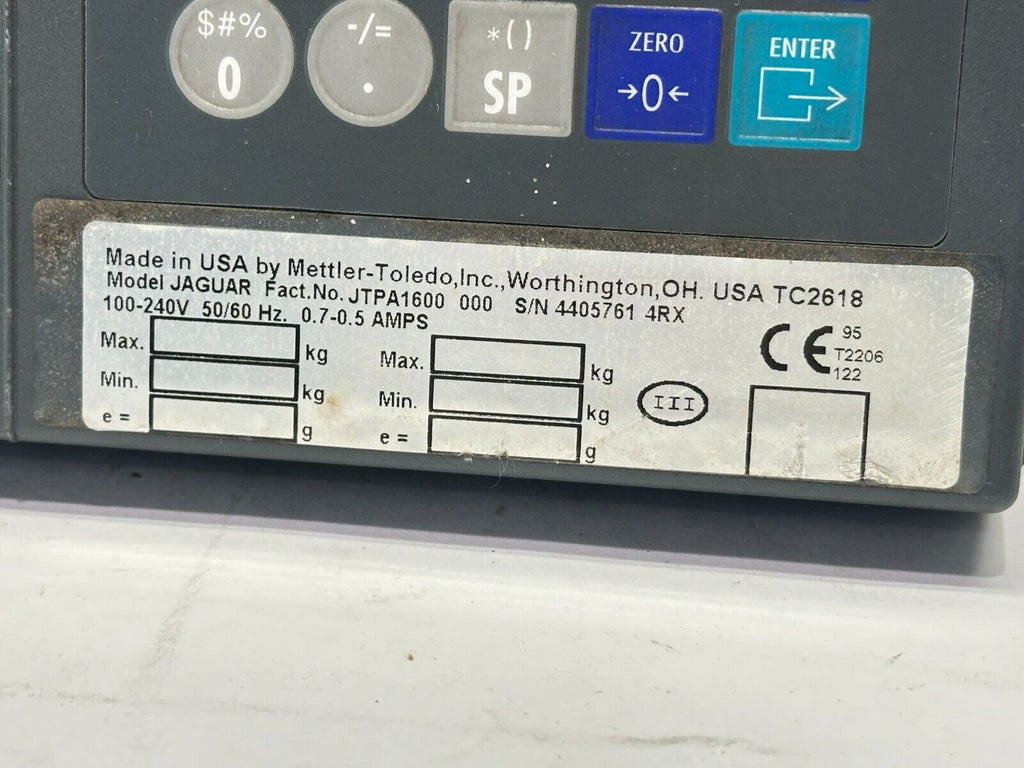 $#% -/= *( ) ZERO ENTER
0 . SP →0←
Made in USA by Mettler-Toledo,Inc.,Worthington,OH. USA TC2618
Model JAGUAR Fact.No. JTPA1600 000 S/N 4405761 4RX
100-240V 50/60 Hz. 0.7-0.5 AMPS
Max. kg Max. kg
Min. kg Min. kg
e = g e = g
III
CE 95
T2206
122